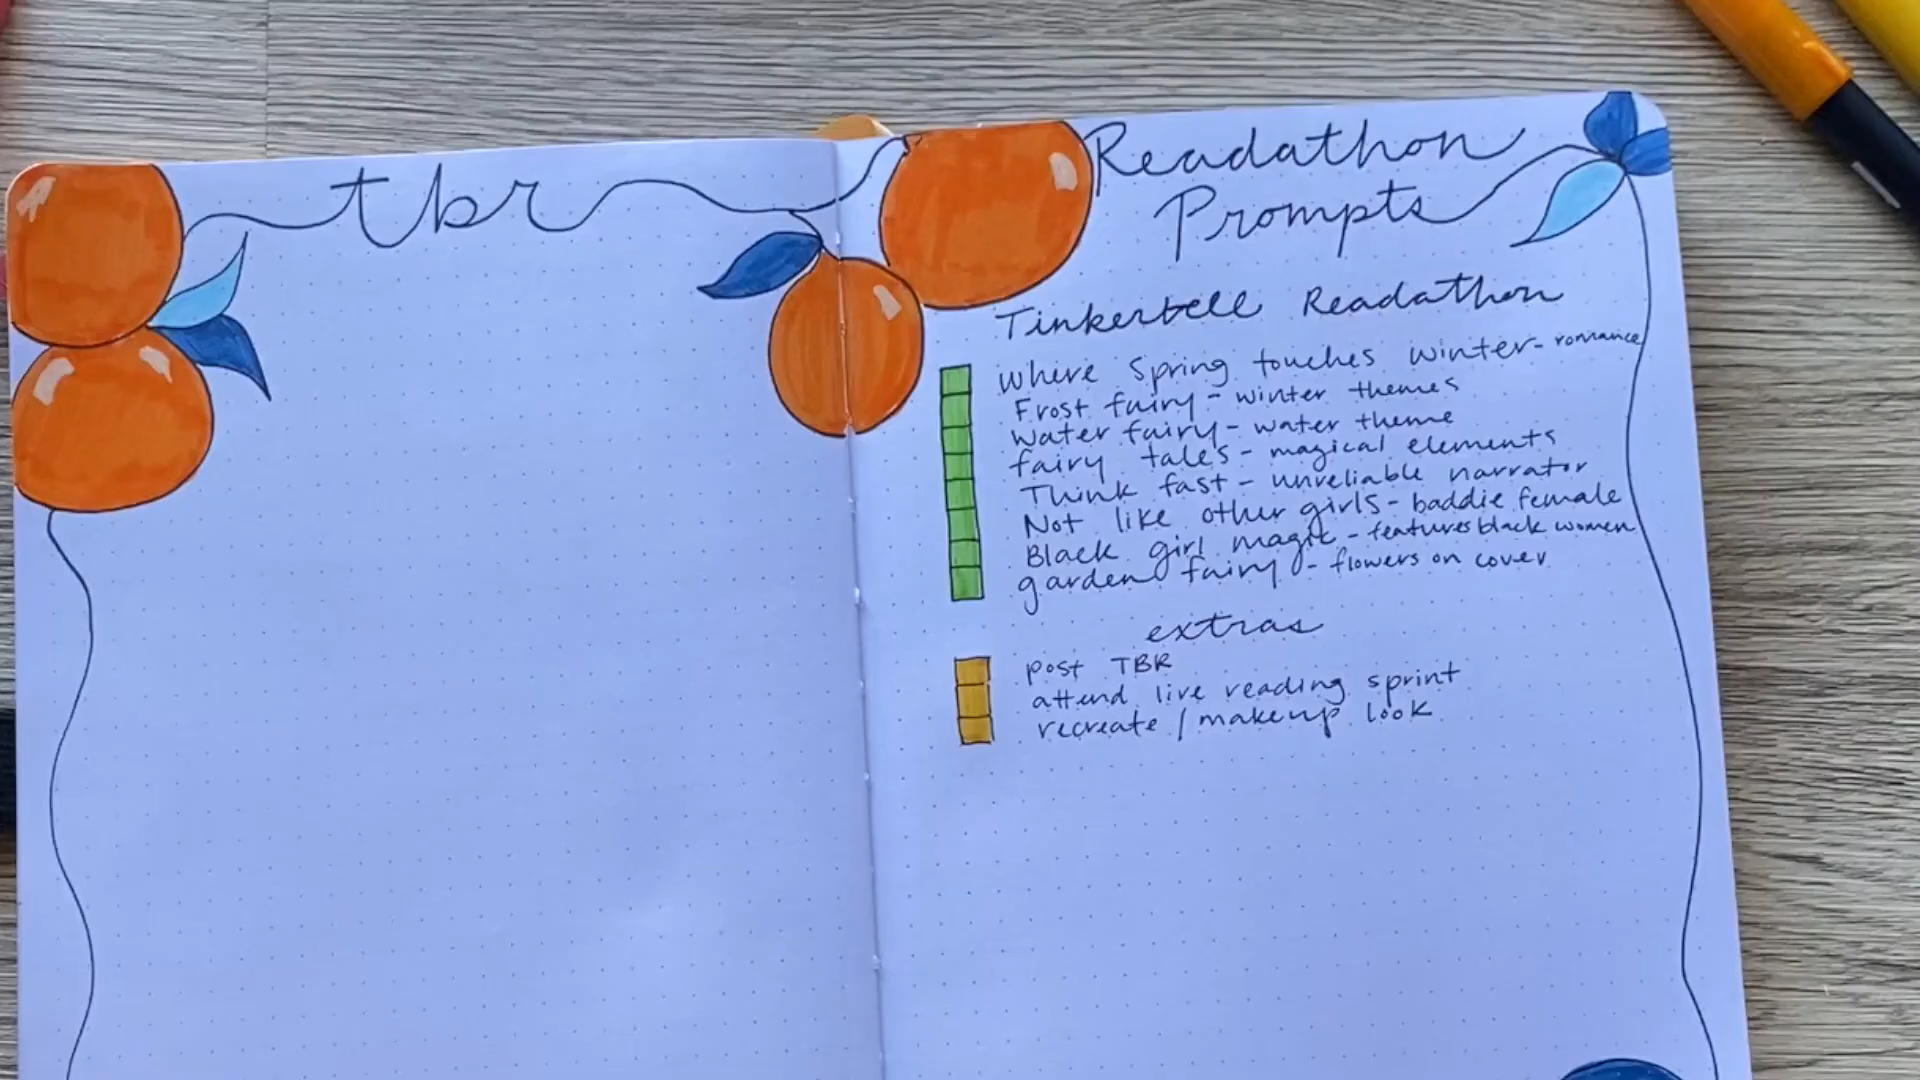 tbr
Readathon
Prompts
Tinkerbell Readathon
Where Spring touches winter - romance
Frost fairy - winter themes
Water fairy - water theme
fairy tales - magical elements
Think fast - unreliable narrator
Not like other girls - baddie female
Black girl magic - features black women
garden fairy - flowers on cover
extras
post TBR
attend live reading sprint
recreate / makeup look